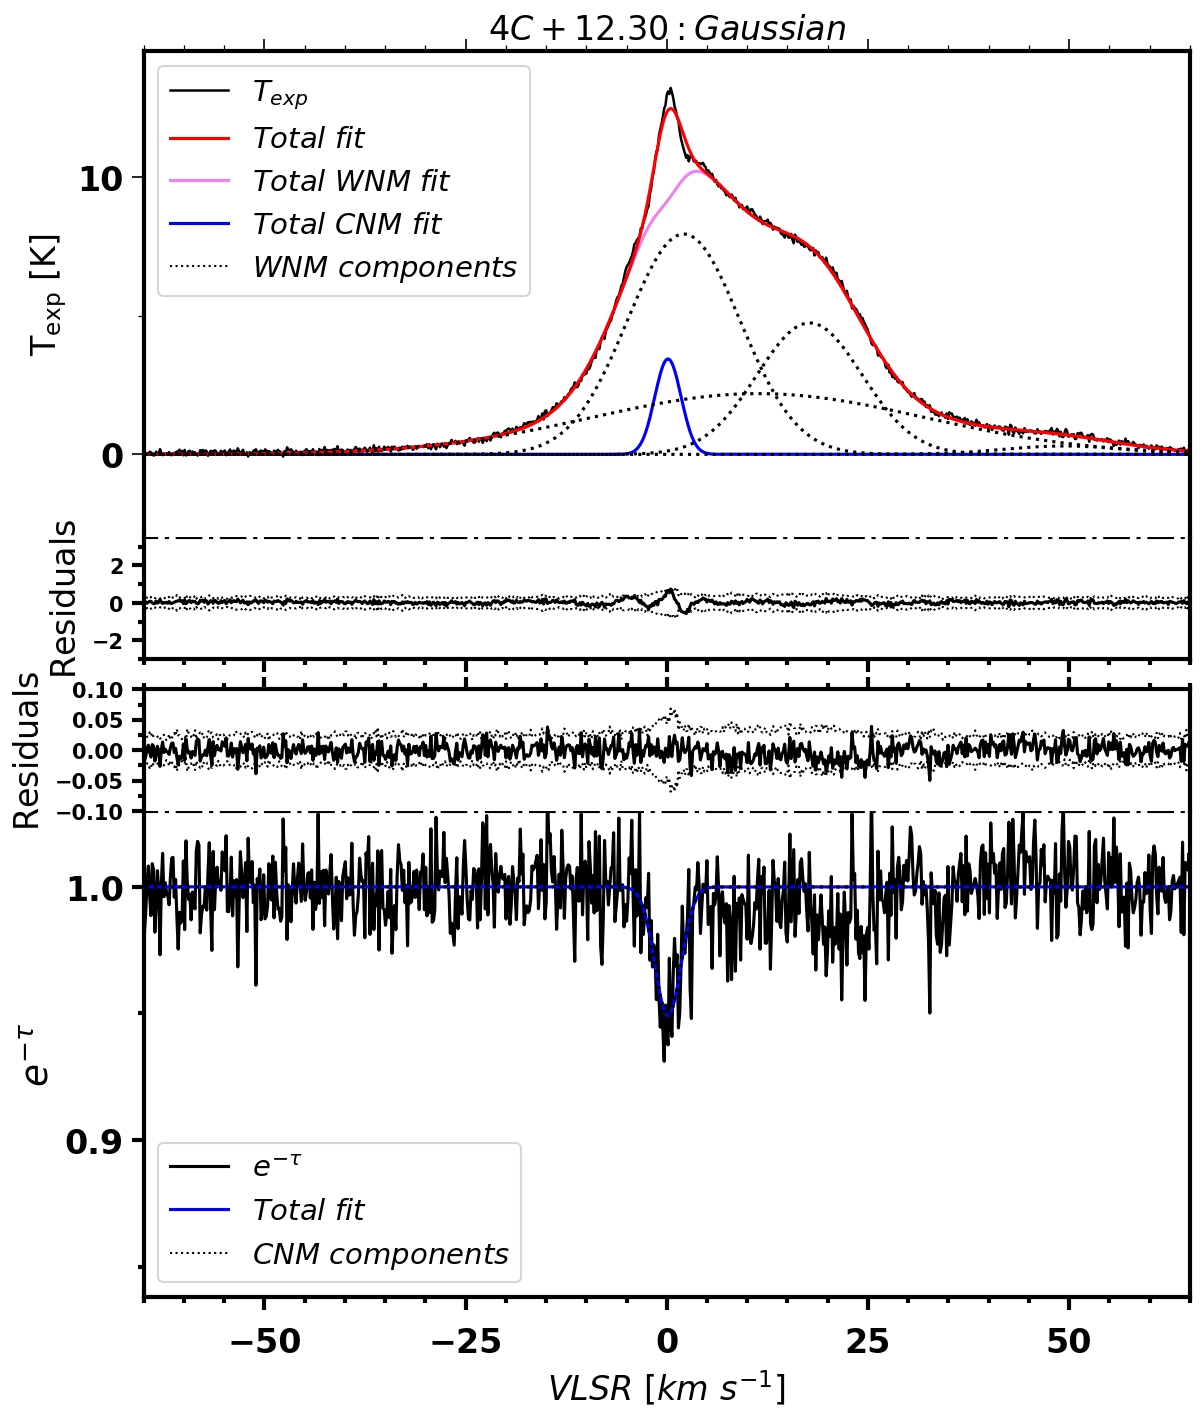 4C + 12.30 : Gaussian
T_exp
Total fit
Total WNM fit
Total CNM fit
WNM components
10
0
T_exp [K]
2
0
−2
Residuals
0.10
0.05
0.00
−0.05
−0.10
Residuals
1.0
0.9
e^{−τ}
e^{−τ}
Total fit
CNM components
−50
−25
0
25
50
VLSR [km s^{−1}]